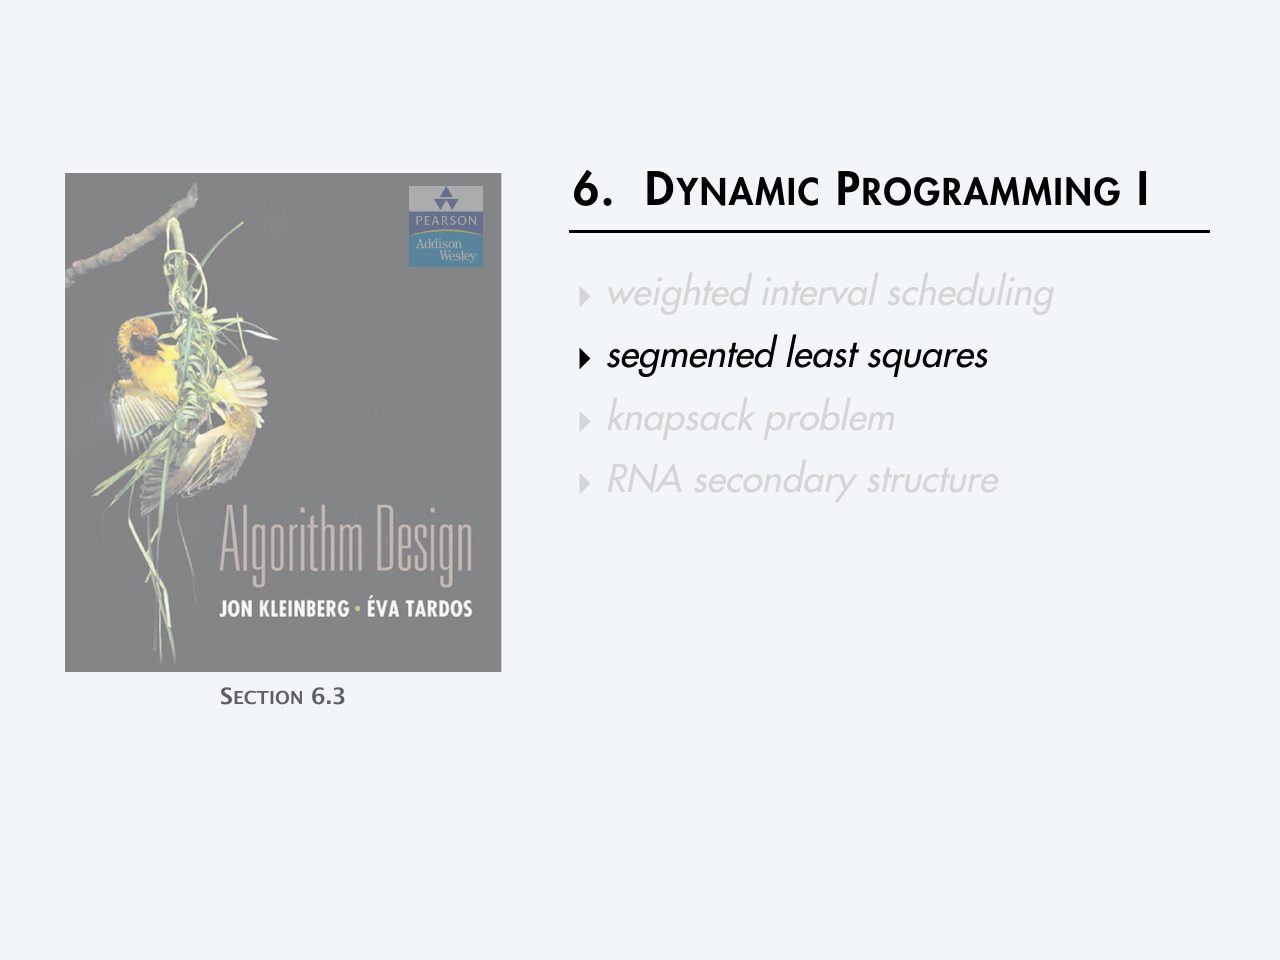 6. DYNAMIC PROGRAMMING I
‣ weighted interval scheduling
‣ segmented least squares
‣ knapsack problem
‣ RNA secondary structure
PEARSON
Addison
Wesley
Algorithm Design
JON KLEINBERG • ÉVA TARDOS
SECTION 6.3